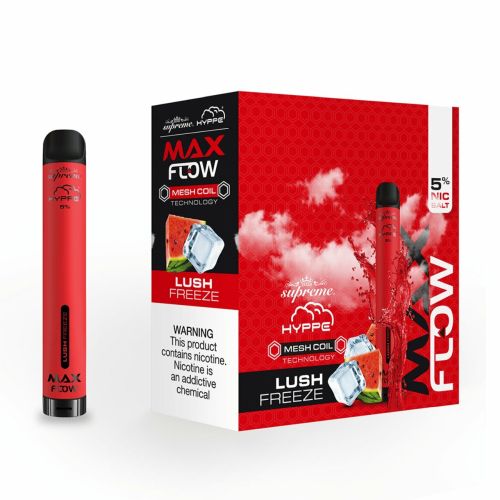 supreme
HYPPE
5%
LUSH FREEZE
MAX
FLOW
supreme.
HYPPE
MAX
FLOW
MESH COIL
TECHNOLOGY
LUSH
FREEZE
WARNING
This product
contains nicotine.
Nicotine is
an addictive
chemical
supreme.
HYPPE
MESH COIL
TECHNOLOGY
LUSH
FREEZE
5%
NIC
SALT
MAX
FLOW